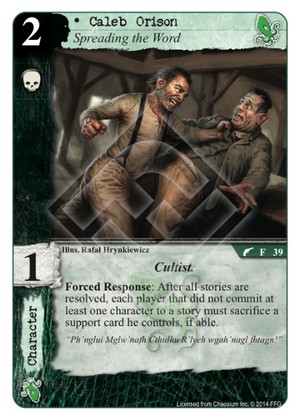 2
• Caleb Orison
Spreading the Word
Illus. Rafał Hrynkiewicz
F 39
1
Cultist.
Forced Response: After all stories are
resolved, each player that did not commit
at least one character to a story must sacrifice a
support card he controls, if able.
"Ph'nglui Mglw'nafh Cthulhu R'lyeh wgah'nagl fhtagn!"
Character
Licensed from Chaosium Inc. © 2014 FFG